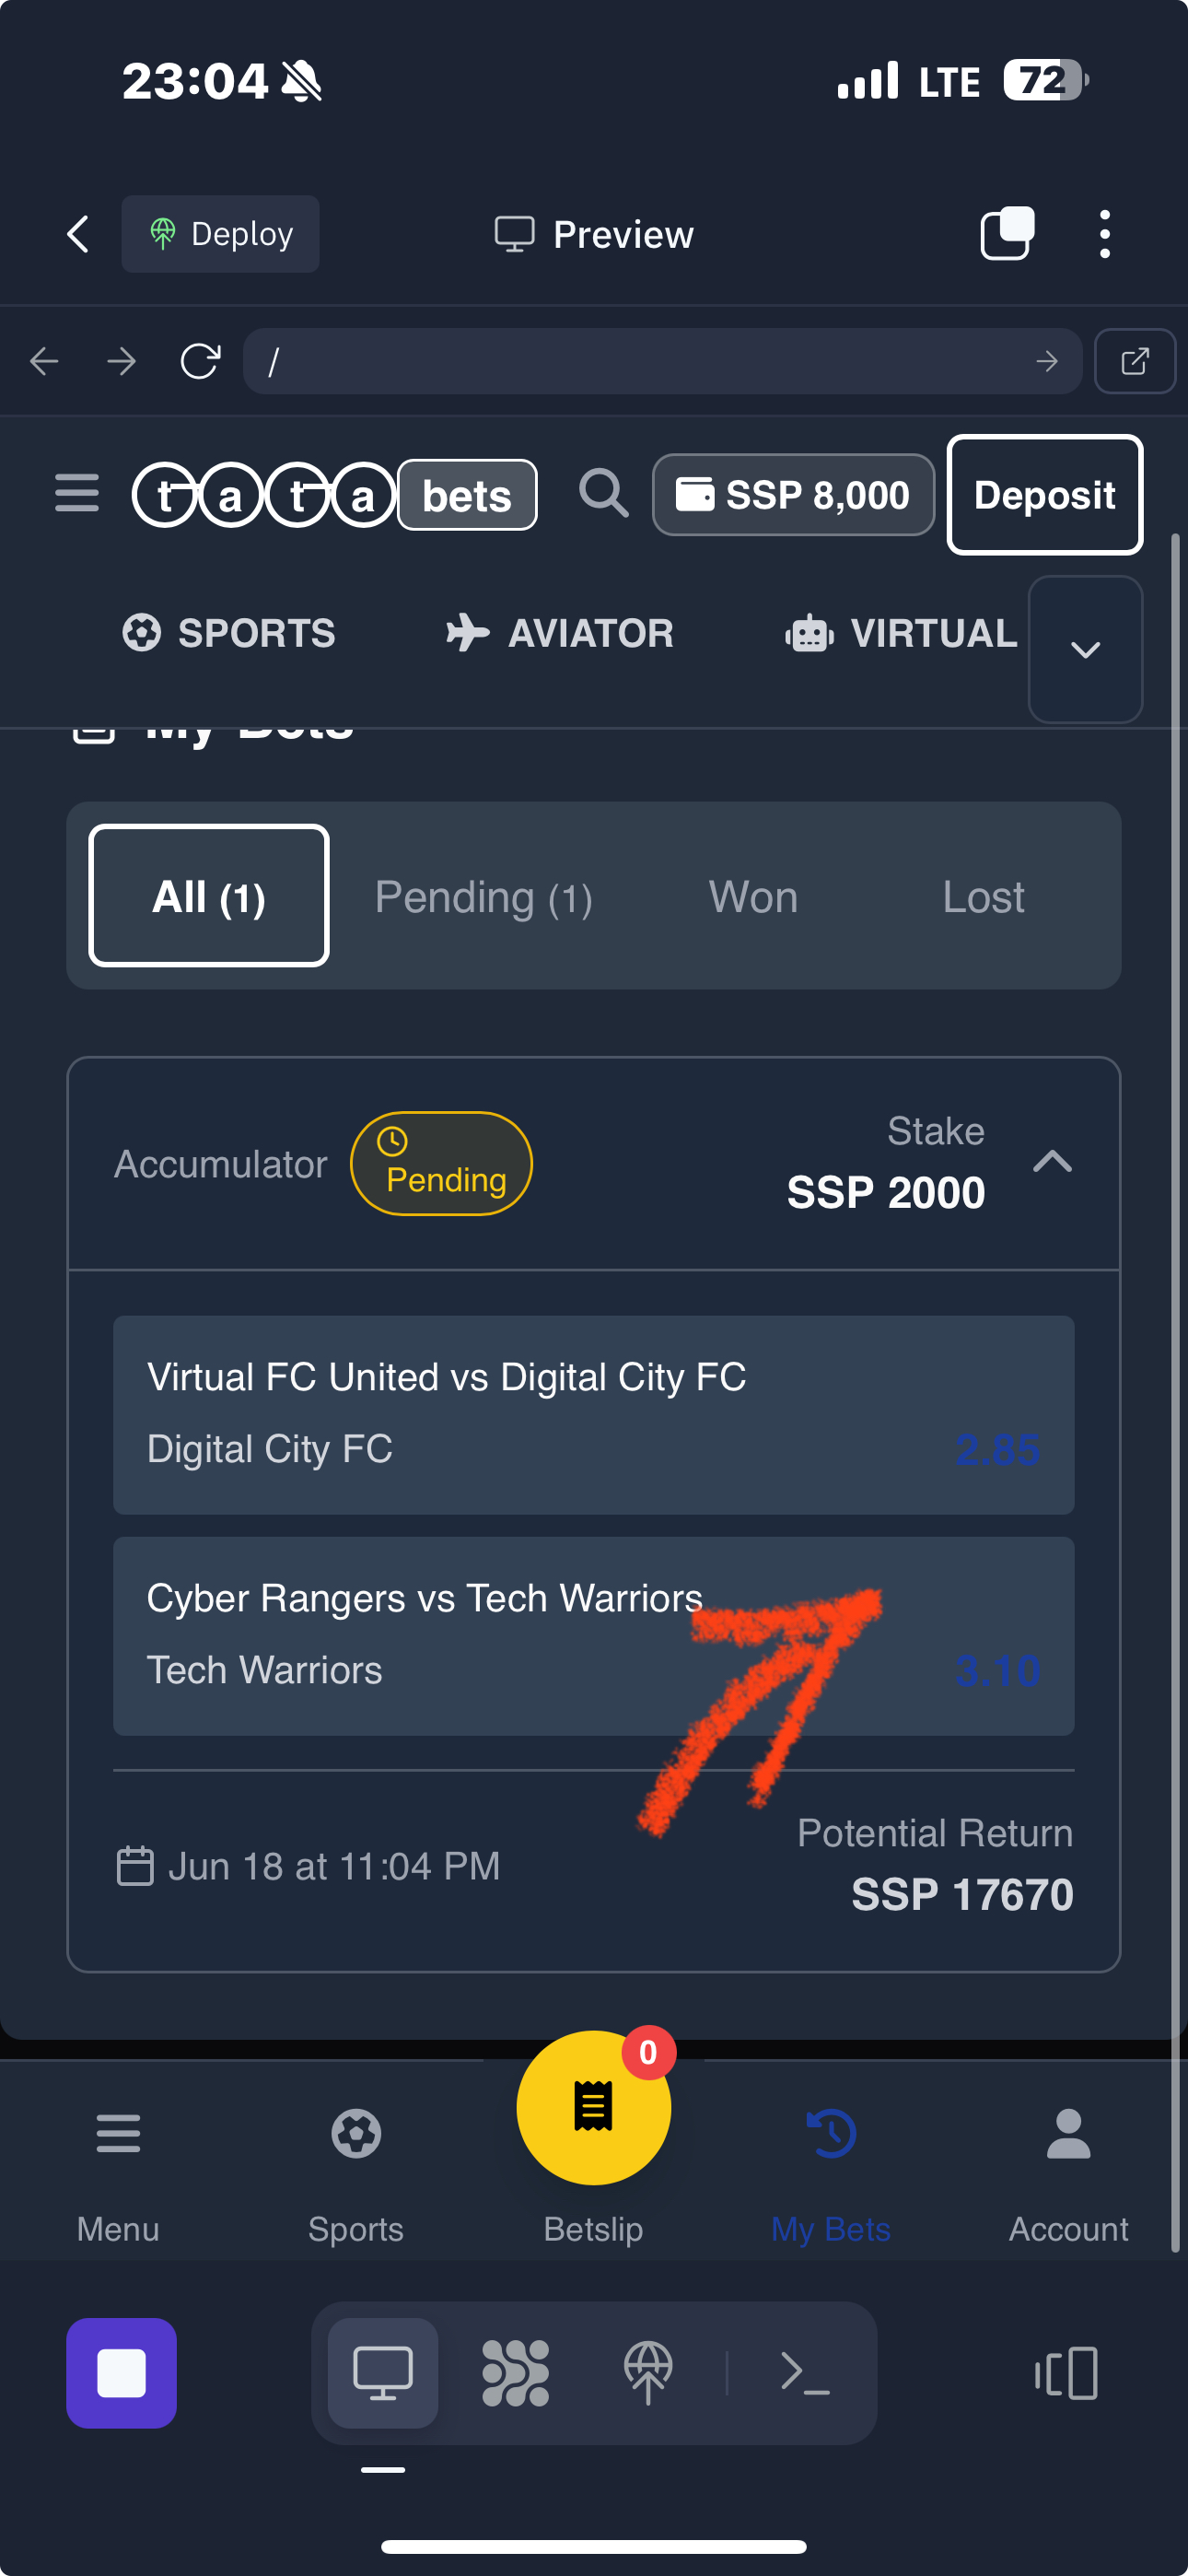 23:04
LTE 72
Deploy
Preview
/
tata bets
SSP 8,000
Deposit
SPORTS
AVIATOR
VIRTUAL
My Bets
All (1)
Pending (1)
Won
Lost
Accumulator
Pending
Stake
SSP 2000
Virtual FC United vs Digital City FC
Digital City FC
2.85
Cyber Rangers vs Tech Warriors
Tech Warriors
3.10
Jun 18 at 11:04 PM
Potential Return
SSP 17670
0
Menu
Sports
Betslip
My Bets
Account